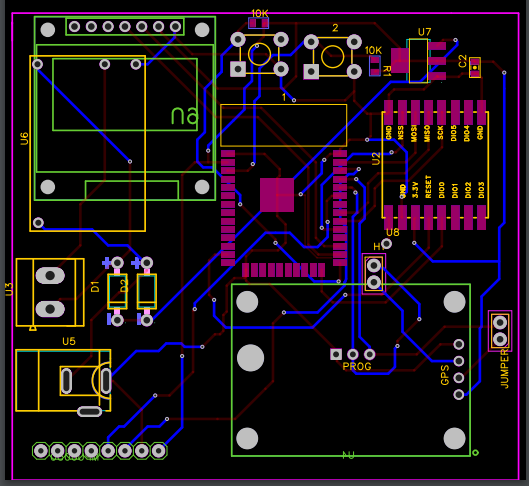 10K
2
U7
10K
R1
C2
U6
1
U2
GND
NSS
MOSI
MISO
SCK
DIO5
DIO4
GND
GND
3.3V
RESET
DIO0
DIO1
DIO2
DIO3
U8
H
U3
D1
D2
U5
PROG
GPS
JUMPER